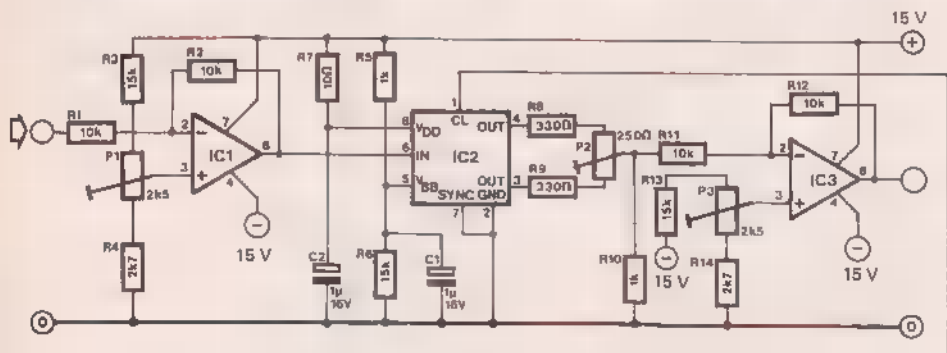 15 V
+
R3
15k
R2
10k
R7
10Ω
R5
1k
R1
10k
2
7
6
IC1
3
4
P1
2k5
−
15 V
R4
2k7
1
CL
8
VDD
OUT
4
R8
330Ω
6
IN
IC2
5
VBB
OUT
3
R9
330Ω
SYNC
GND
7
2
P2
250Ω
R11
10k
R12
10k
2
7
6
IC3
3
4
R13
15k
P3
2k5
−
15 V
−
15 V
C2
1µ
16V
R6
15k
C1
1µ
16V
R10
1k
R14
2k7
0
0